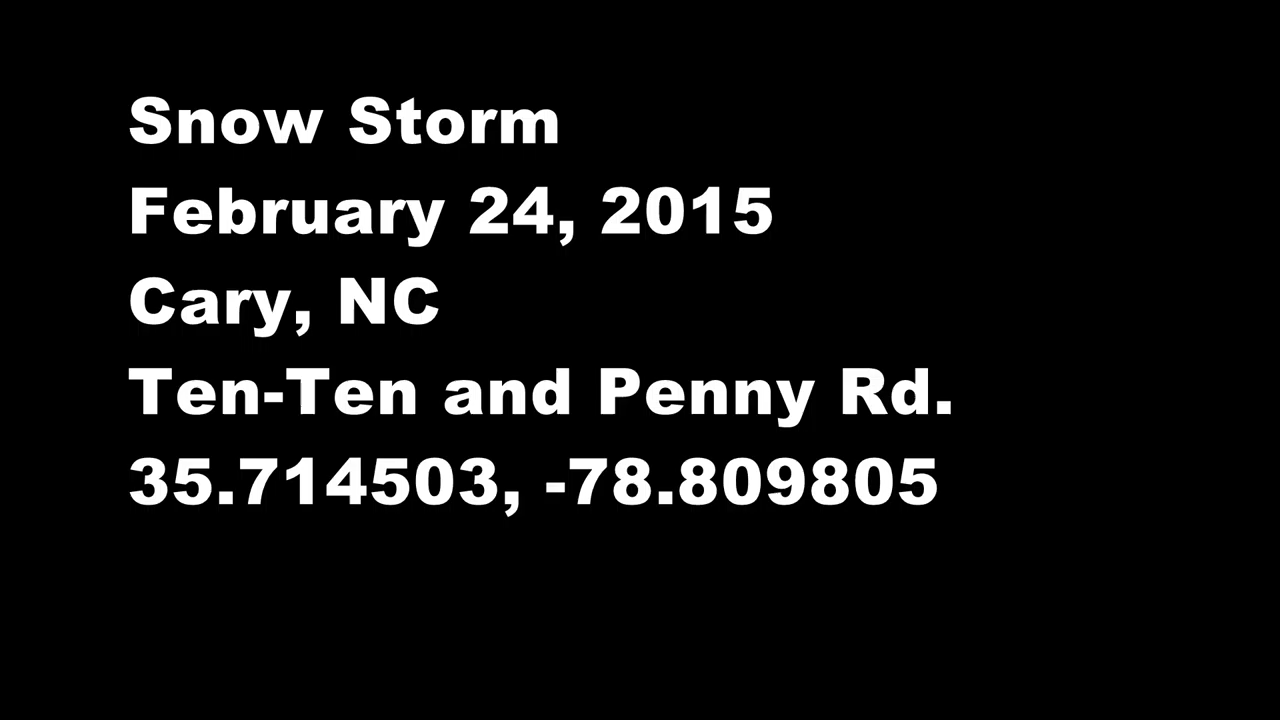 Snow Storm
February 24, 2015
Cary, NC
Ten-Ten and Penny Rd.
35.714503, -78.809805